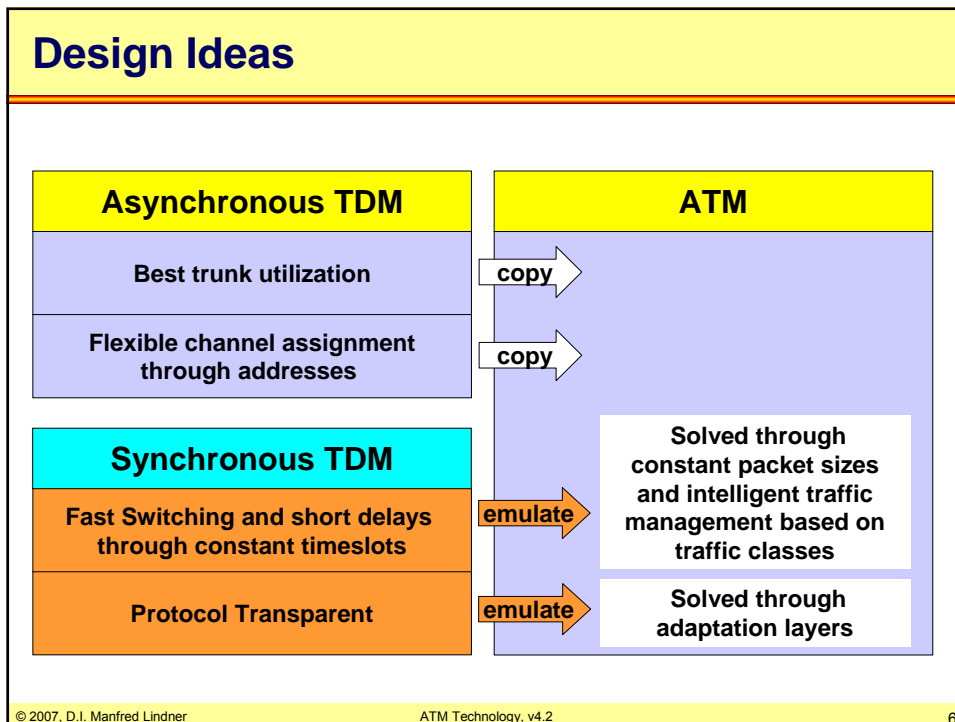 Design Ideas
Asynchronous TDM
ATM
Best trunk utilization
copy
Flexible channel assignment
through addresses
copy
Synchronous TDM
Fast Switching and short delays
through constant timeslots
emulate
Solved through
constant packet sizes
and intelligent traffic
management based on
traffic classes
Protocol Transparent
emulate
Solved through
adaptation layers
© 2007, D.I. Manfred Lindner
ATM Technology, v4.2
6